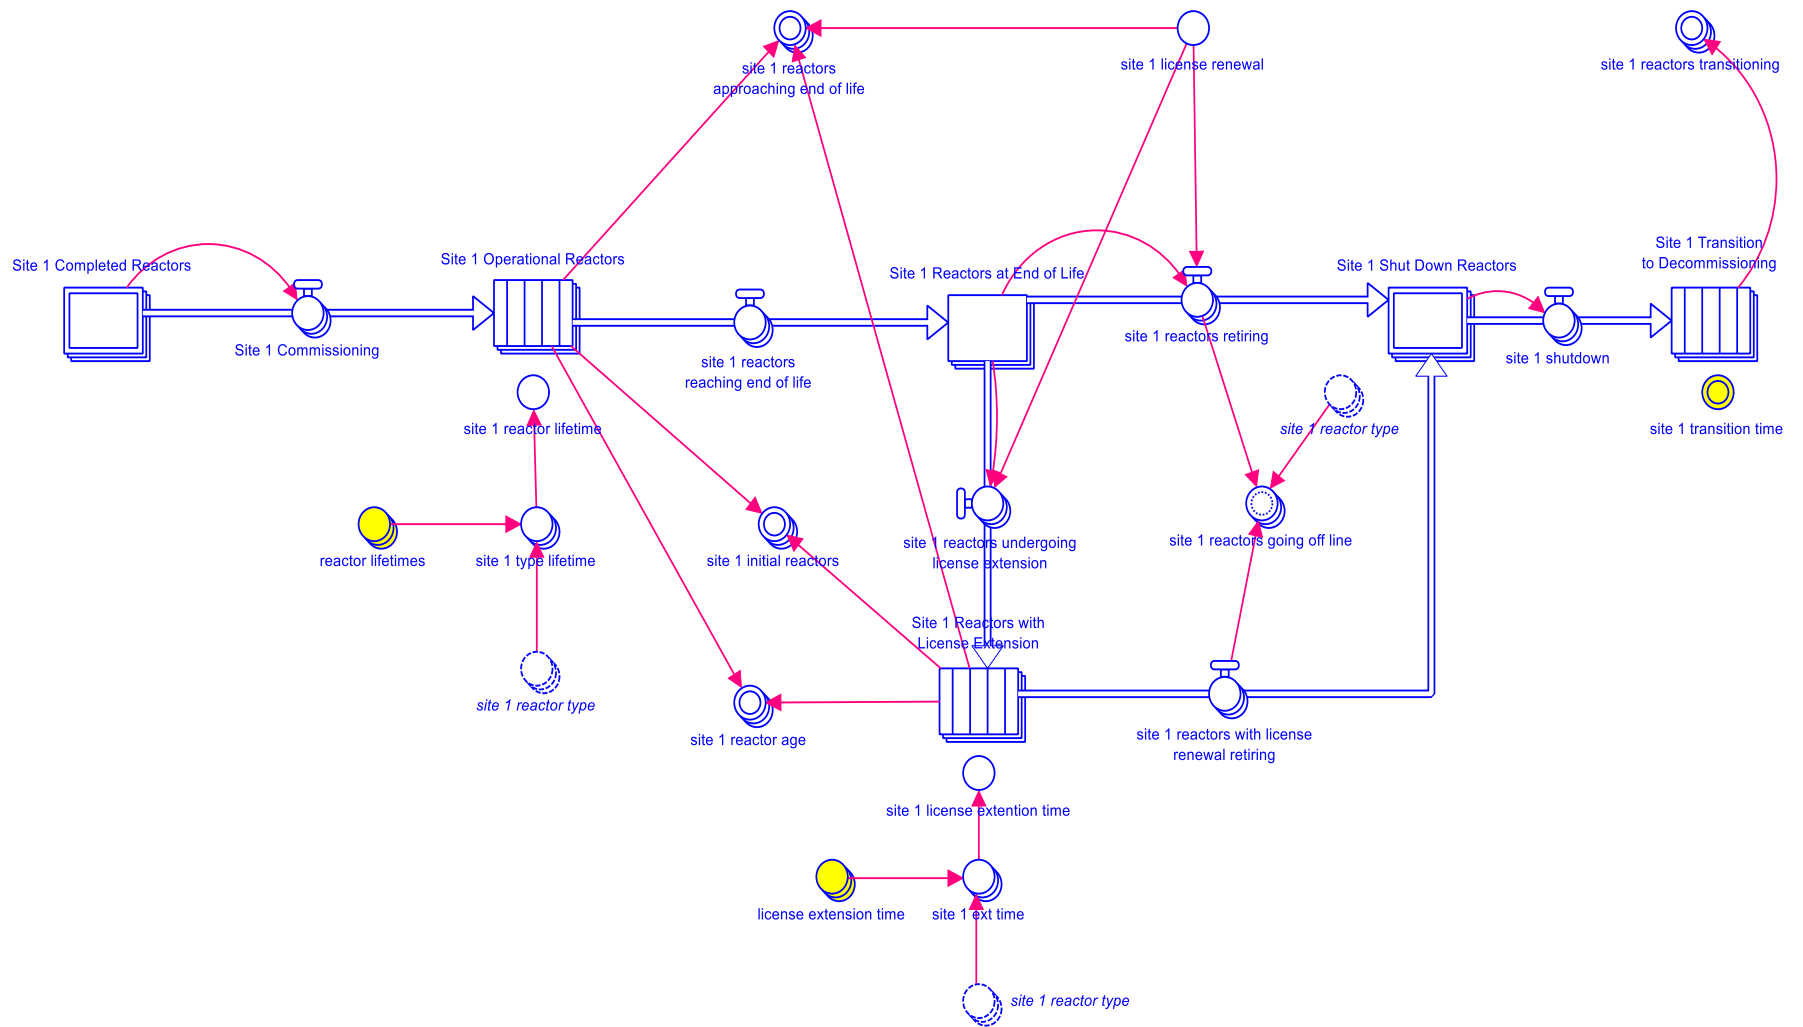 site 1 reactors
approaching end of life
site 1 license renewal
site 1 reactors transitioning
Site 1 Completed Reactors
Site 1 Operational Reactors
Site 1 Reactors at End of Life
Site 1 Shut Down Reactors
Site 1 Transition
to Decommissioning
Site 1 Commissioning
site 1 reactors
reaching end of life
site 1 reactors retiring
site 1 shutdown
site 1 reactor lifetime
site 1 reactor type
site 1 transition time
reactor lifetimes
site 1 type lifetime
site 1 initial reactors
site 1 reactors undergoing
license extension
site 1 reactors going off line
Site 1 Reactors with
License Extension
site 1 reactor type
site 1 reactor age
site 1 reactors with license
renewal retiring
site 1 license extention time
license extension time
site 1 ext time
site 1 reactor type